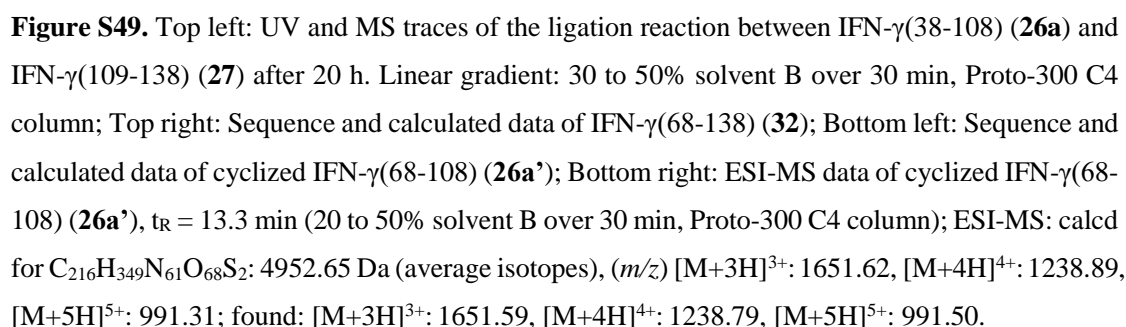 Figure S49. Top left: UV and MS traces of the ligation reaction between IFN-γ(38-108) (26a) and
IFN-γ(109-138) (27) after 20 h. Linear gradient: 30 to 50% solvent B over 30 min, Proto-300 C4
column; Top right: Sequence and calculated data of IFN-γ(68-138) (32); Bottom left: Sequence and
calculated data of cyclized IFN-γ(68-108) (26a’); Bottom right: ESI-MS data of cyclized IFN-γ(68-
108) (26a’), tR = 13.3 min (20 to 50% solvent B over 30 min, Proto-300 C4 column); ESI-MS: calcd
for C₂₁₆H₃₄₉N₆₁O₆₈S₂: 4952.65 Da (average isotopes), (m/z) [M+3H]³⁺: 1651.62, [M+4H]⁴⁺: 1238.89,
[M+5H]⁵⁺: 991.31; found: [M+3H]³⁺: 1651.59, [M+4H]⁴⁺: 1238.79, [M+5H]⁵⁺: 991.50.